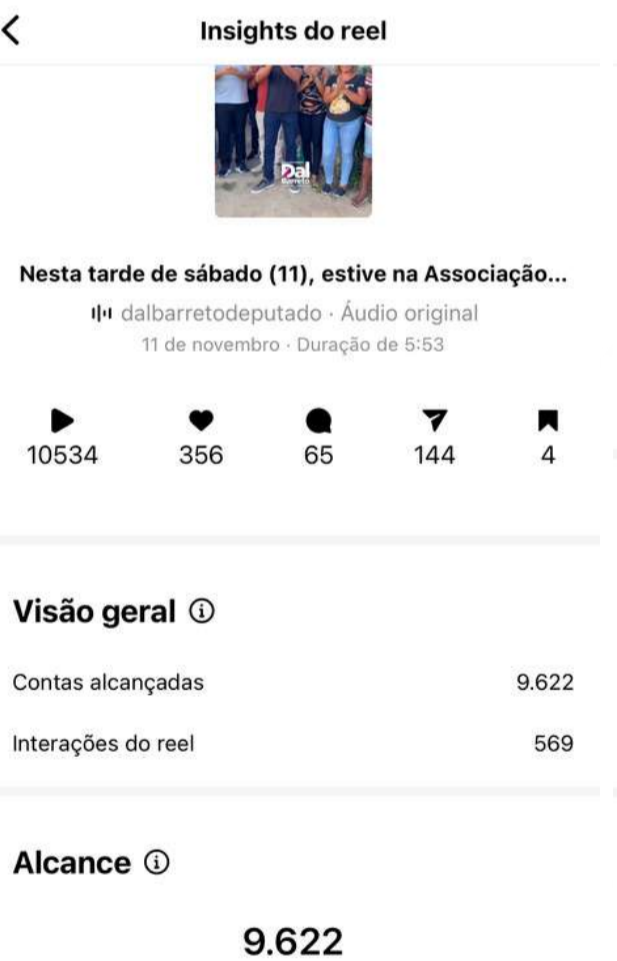 Insights do reel
Dal
Barreto
Nesta tarde de sábado (11), estive na Associação...
dalbarretodeputado · Áudio original
11 de novembro · Duração de 5:53
10534 356 65 144 4
Visão geral
Contas alcançadas 9.622
Interações do reel 569
Alcance
9.622